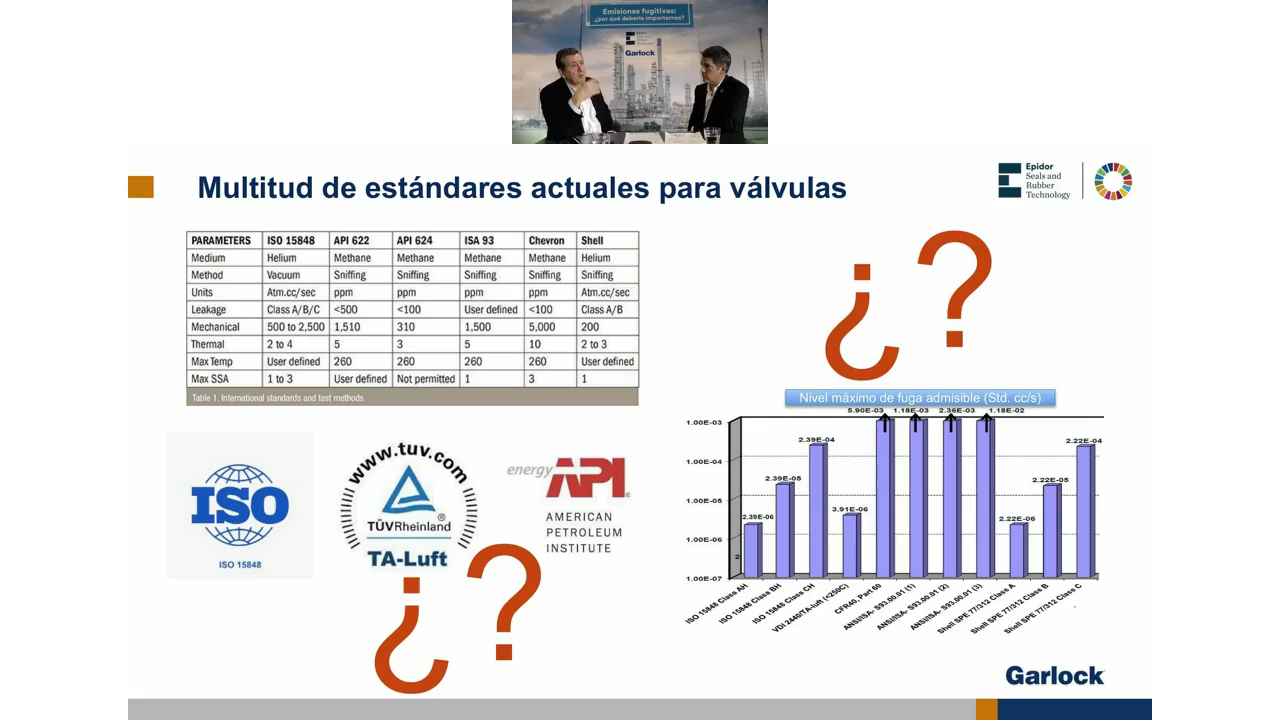 Emisiones fugitivas:
¿por qué debería importarnos?
Garlock
Multitud de estándares actuales para válvulas
Epidor
Seals and
Rubber
Technology
PARAMETERS ISO 15848 API 622 API 624 ISA 93 Chevron Shell
Medium Helium Methane Methane Methane Methane Helium
Method Vacuum Sniffing Sniffing Sniffing Sniffing Sniffing
Units Atm.cc/sec ppm ppm ppm ppm Atm.cc/sec
Leakage Class A/B/C <500 <100 User defined <100 Class A/B
Mechanical 500 to 2,500 1,510 310 1,500 5,000 200
Thermal 2 to 4 5 3 5 10 2 to 3
Max Temp User defined 260 260 260 260 User defined
Max SSA 1 to 3 User defined Not permitted 1 3 1
Table 1. International standards and test methods
¿?
Nivel máximo de fuga admisible (Std. cc/s)
5.90E-03 1.18E-03 2.36E-03 1.18E-02
1.00E-03
2.39E-04
2.22E-04
1.00E-04
2.39E-05
2.22E-05
1.00E-05
3.91E-06
2.39E-06
2.22E-06
1.00E-06
2
1.00E-07
ISO 15848 Class AH
ISO 15848 Class BH
ISO 15848 Class CH
VDI 2440/TA-luft (<250C)
CFR40, Part 60
ANSI/ISA- S93.00.01 (1)
ANSI/ISA- S93.00.01 (2)
ANSI/ISA- S93.00.01 (3)
Shell SPE 77/312 Class A
Shell SPE 77/312 Class B
Shell SPE 77/312 Class C
ISO
ISO 15848
www.tuv.com
TÜVRheinland
®
TA-Luft
energy API
AMERICAN
PETROLEUM
INSTITUTE
¿?
Garlock